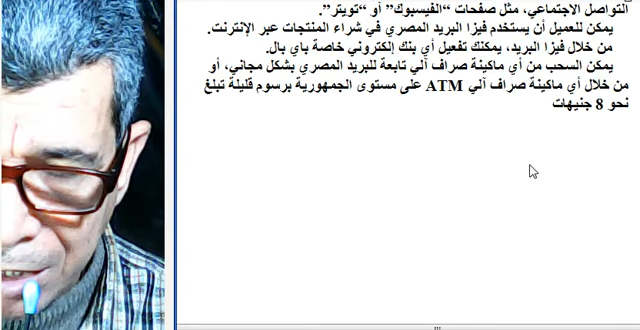 التواصل الاجتماعي، مثل صفحات “الفيسبوك” أو “تويتر”.
يمكن للعميل أن يستخدم فيزا البريد المصري في شراء المنتجات عبر الإنترنت.
من خلال فيزا البريد، يمكنك تفعيل أي بنك إلكتروني خاصة باي بال.
يمكن السحب من أي ماكينة صراف آلي تابعة للبريد المصري بشكل مجاني، أو
من خلال أي ماكينة صراف آلي ATM على مستوى الجمهورية برسوم قليلة تبلغ
نحو 8 جنيهات